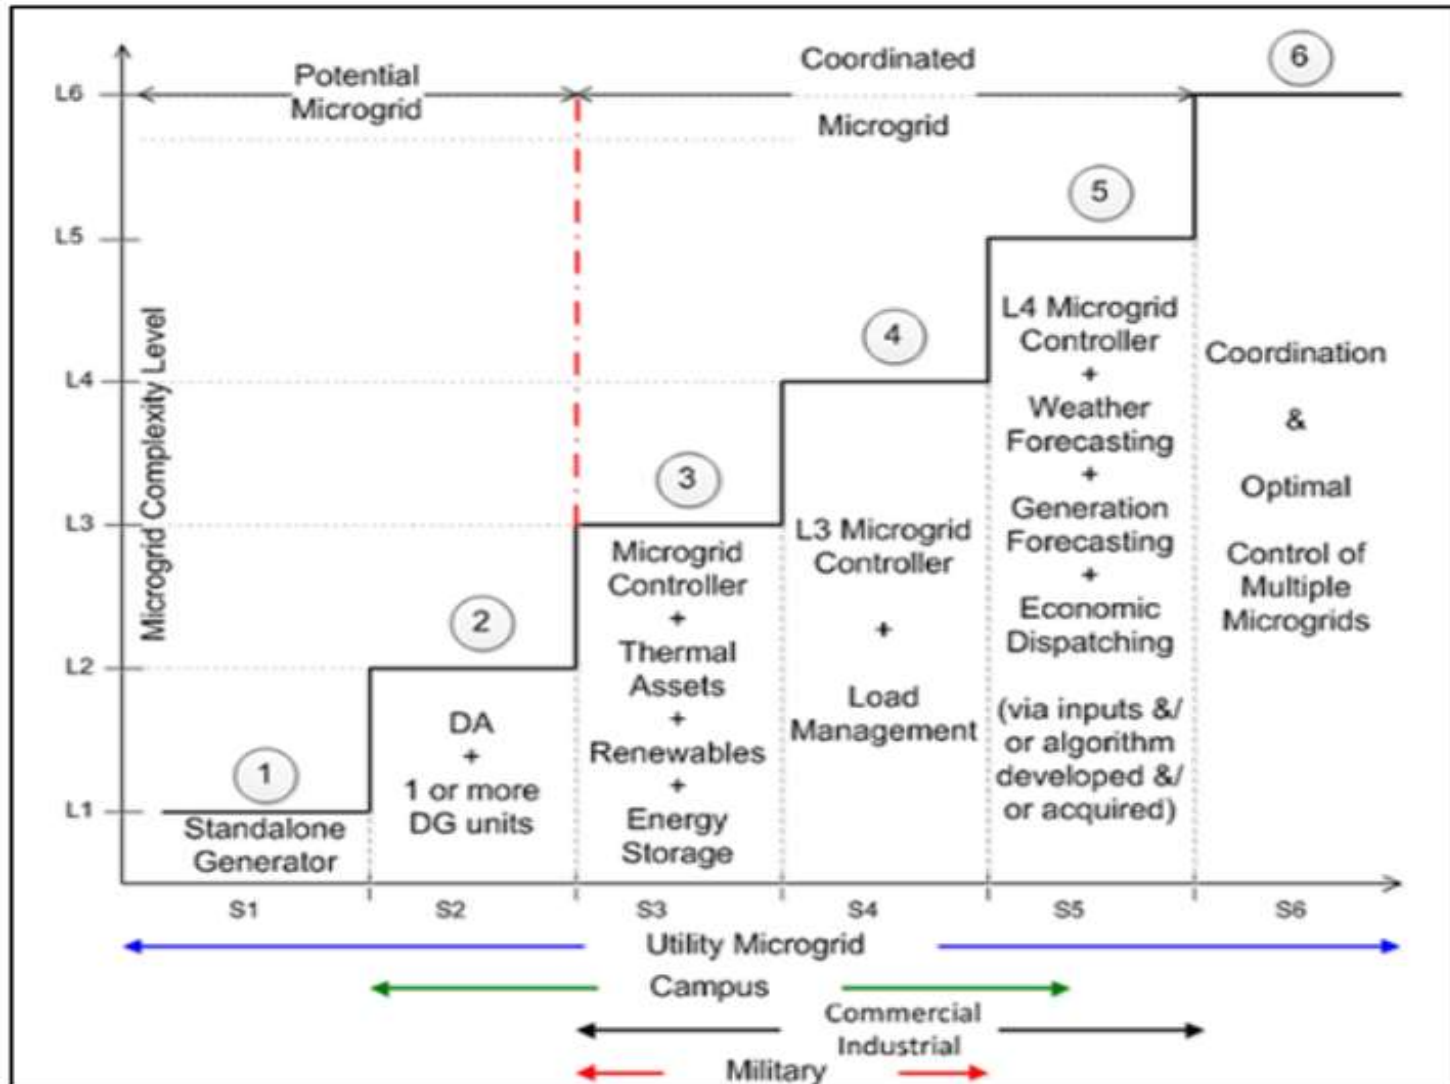 Potential
Microgrid
Coordinated
Microgrid
6
5
4
3
2
1
L6
L5
L4
L3
L2
L1
Microgrid Complexity Level
Standalone
Generator
DA
+
1 or more
DG units
Microgrid
Controller
+
Thermal
Assets
+
Renewables
+
Energy
Storage
L3 Microgrid
Controller
+
Load
Management
L4 Microgrid
Controller
+
Weather
Forecasting
+
Generation
Forecasting
+
Economic
Dispatching
(via inputs &/
or algorithm
developed &/
or acquired)
Coordination
&
Optimal
Control of
Multiple
Microgrids
S1 S2 S3 S4 S5 S6
Utility Microgrid
Campus
Commercial
Industrial
Military